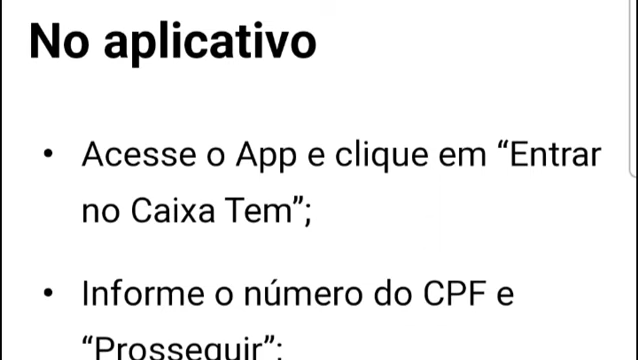 No aplicativo
• Acesse o App e clique em “Entrar
no Caixa Tem”;
• Informe o número do CPF e
“Prosseguir”;